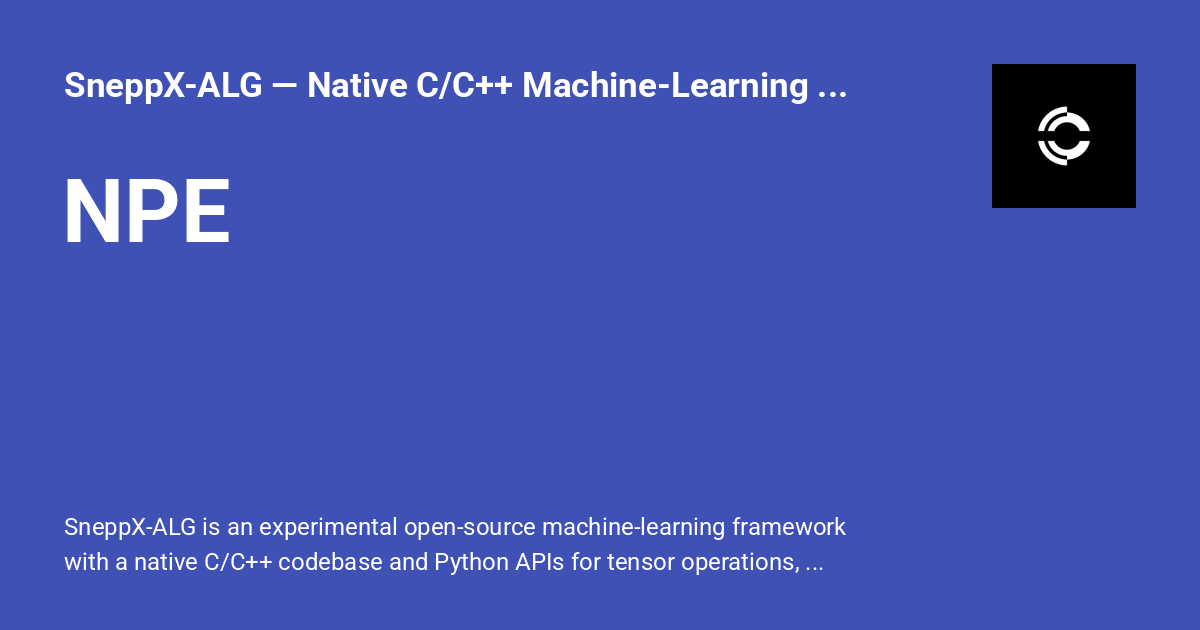 SneppX-ALG — Native C/C++ Machine-Learning ...
NPE
SneppX-ALG is an experimental open-source machine-learning framework
with a native C/C++ codebase and Python APIs for tensor operations, ...